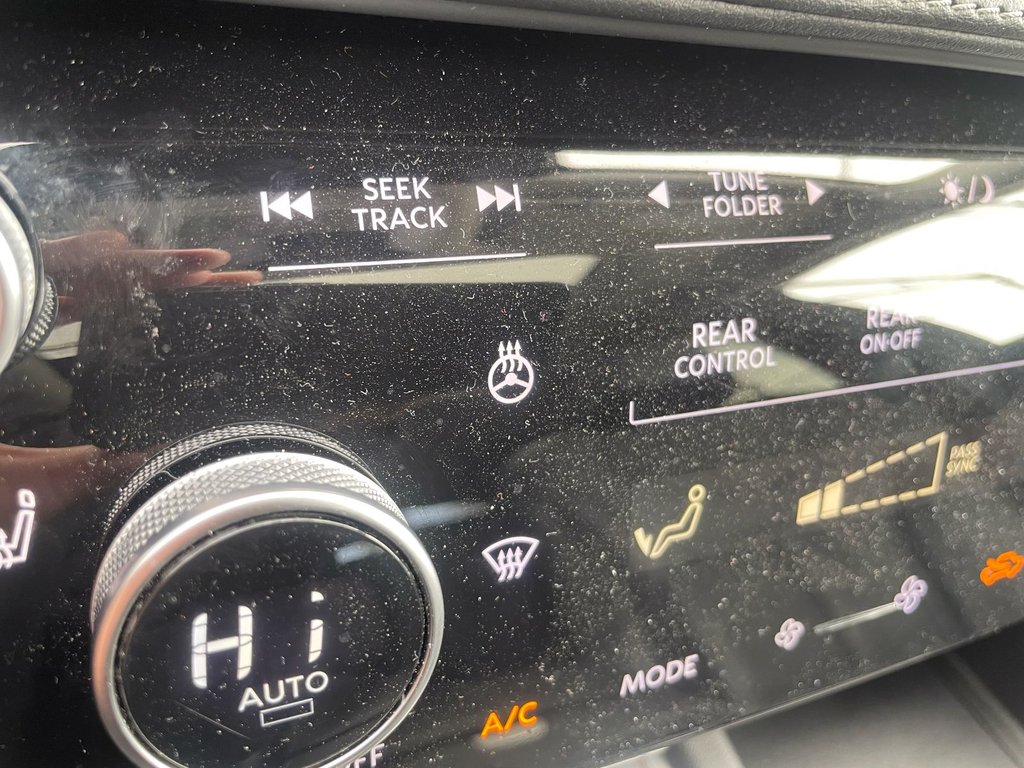 SEEK
TRACK
TUNE
FOLDER
REAR
CONTROL
REAR
ON·OFF
PASS
SYNC
Hi
AUTO
MODE
A/C